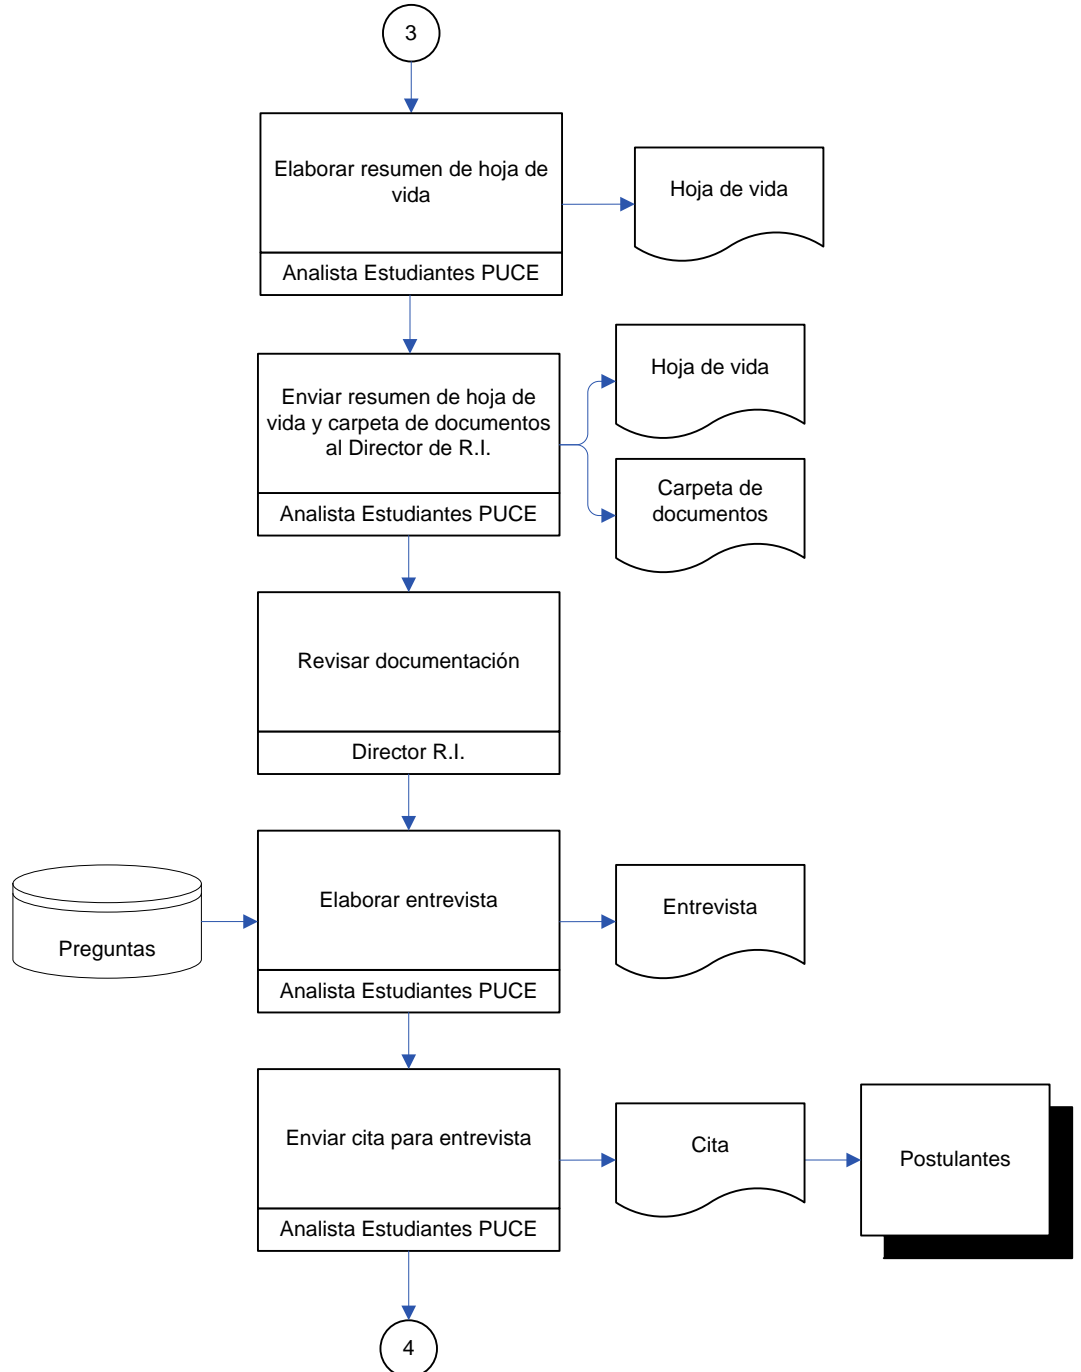 3
Elaborar resumen de hoja de
vida
Analista Estudiantes PUCE
Hoja de vida
Enviar resumen de hoja de
vida y carpeta de documentos
al Director de R.I.
Analista Estudiantes PUCE
Hoja de vida
Carpeta de
documentos
Revisar documentación
Director R.I.
Preguntas
Elaborar entrevista
Analista Estudiantes PUCE
Entrevista
Enviar cita para entrevista
Analista Estudiantes PUCE
Cita
Postulantes
4